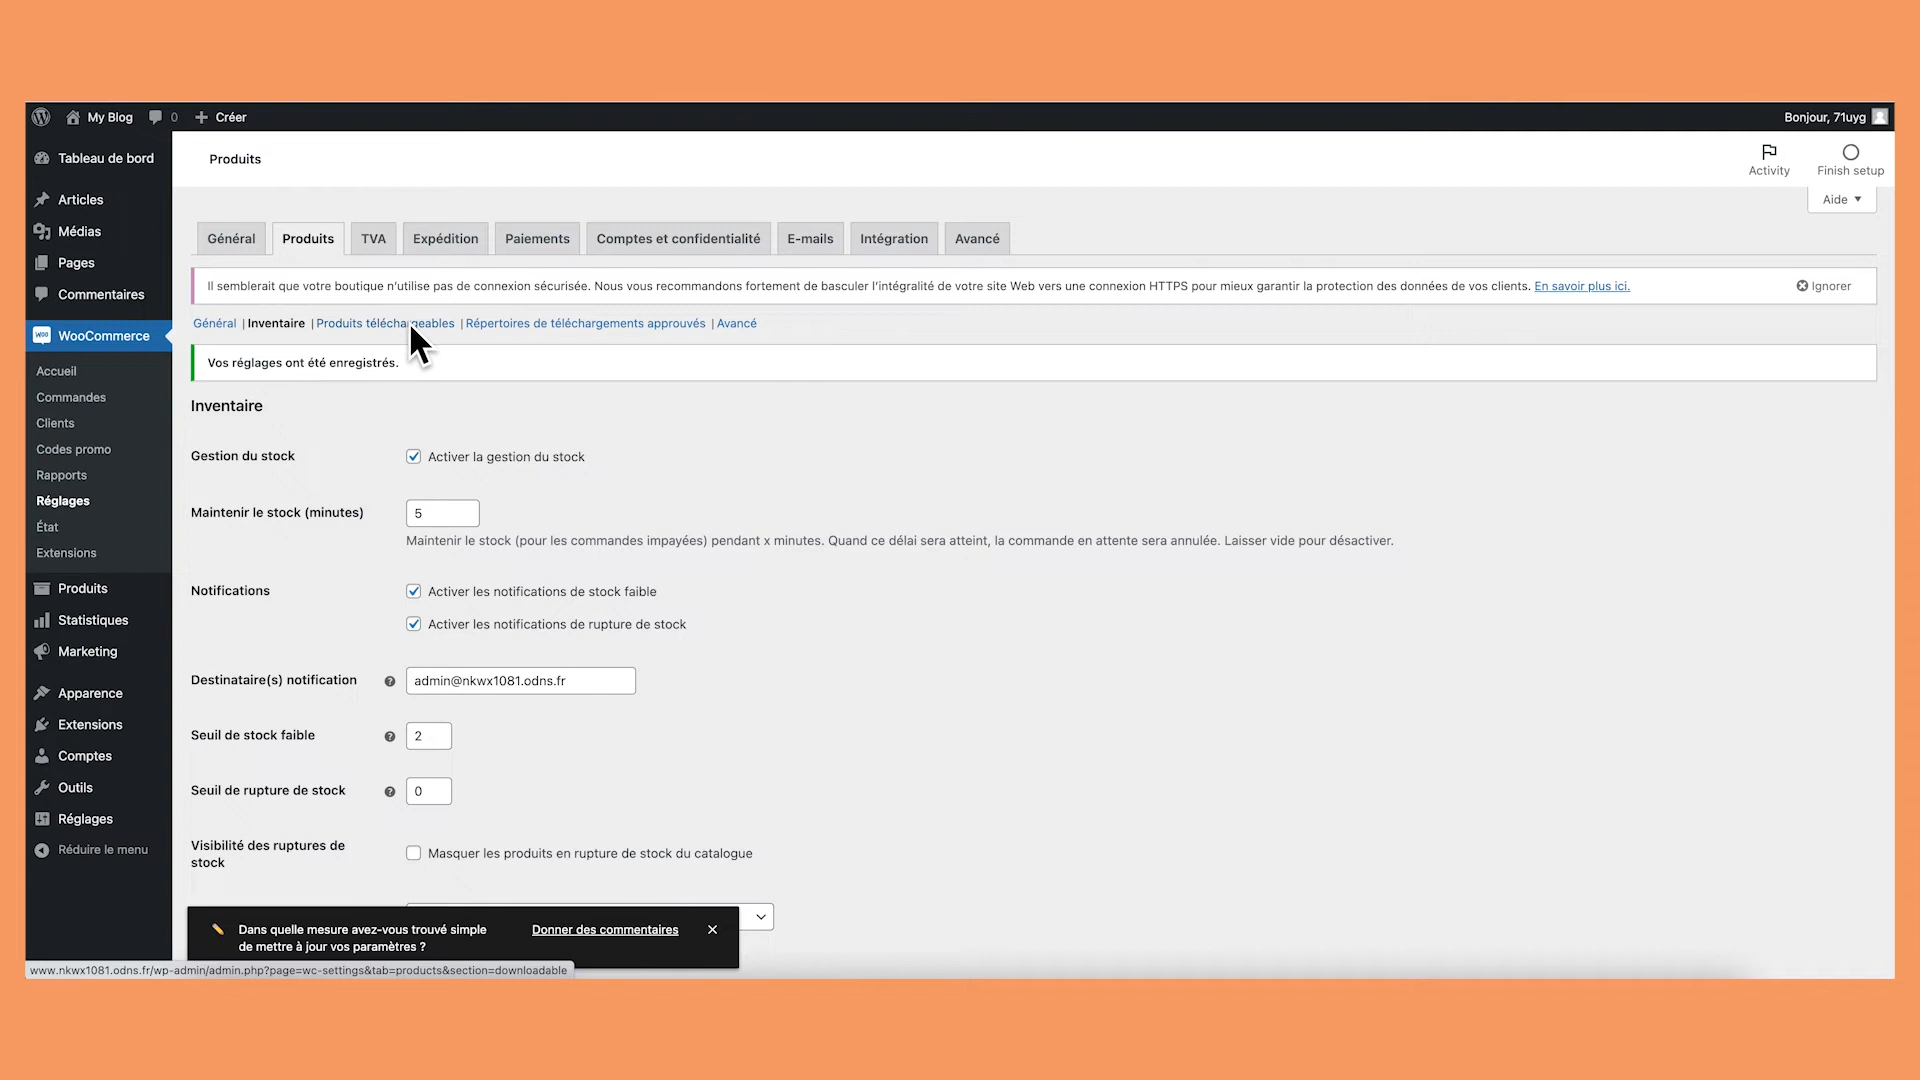 My Blog 0 Créer Bonjour, 71uyg
Tableau de bord
Articles
Médias
Pages
Commentaires
WOO WooCommerce
Accueil
Commandes
Clients
Codes promo
Rapports
Réglages
État
Extensions
Produits
Statistiques
Marketing
Apparence
Extensions
Comptes
Outils
Réglages
Réduire le menu
Produits
Activity Finish setup
Aide
Général Produits TVA Expédition Paiements Comptes et confidentialité E-mails Intégration Avancé
Il semblerait que votre boutique n'utilise pas de connexion sécurisée. Nous vous recommandons fortement de basculer l'intégralité de votre site Web vers une connexion HTTPS pour mieux garantir la protection des données de vos clients. En savoir plus ici. Ignorer
Général | Inventaire | Produits téléchargeables | Répertoires de téléchargements approuvés | Avancé
Vos réglages ont été enregistrés.
Inventaire
Gestion du stock Activer la gestion du stock
Maintenir le stock (minutes) 5
Maintenir le stock (pour les commandes impayées) pendant x minutes. Quand ce délai sera atteint, la commande en attente sera annulée. Laisser vide pour désactiver.
Notifications Activer les notifications de stock faible
Activer les notifications de rupture de stock
Destinataire(s) notification ? admin@nkwx1081.odns.fr
Seuil de stock faible ? 2
Seuil de rupture de stock ? 0
Visibilité des ruptures de
stock
Masquer les produits en rupture de stock du catalogue
Dans quelle mesure avez-vous trouvé simple
de mettre à jour vos paramètres ?
Donner des commentaires
www.nkwx1081.odns.fr/wp-admin/admin.php?page=wc-settings&tab=products&section=downloadable